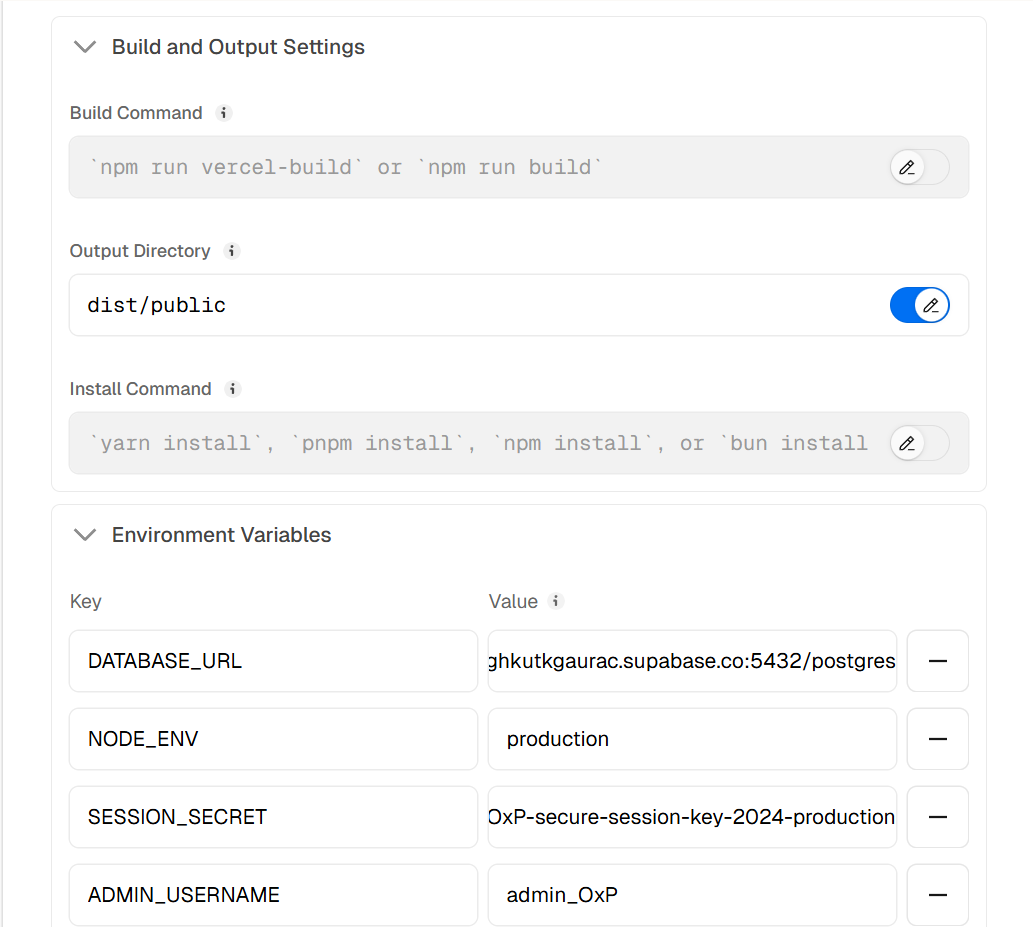 Build and Output Settings
Build Command
`npm run vercel-build` or `npm run build`
Output Directory
dist/public
Install Command
`yarn install`, `pnpm install`, `npm install`, or `bun install
Environment Variables
Key Value
DATABASE_URL ghkutkgaurac.supabase.co:5432/postgres
NODE_ENV production
SESSION_SECRET OxP-secure-session-key-2024-production
ADMIN_USERNAME admin_OxP